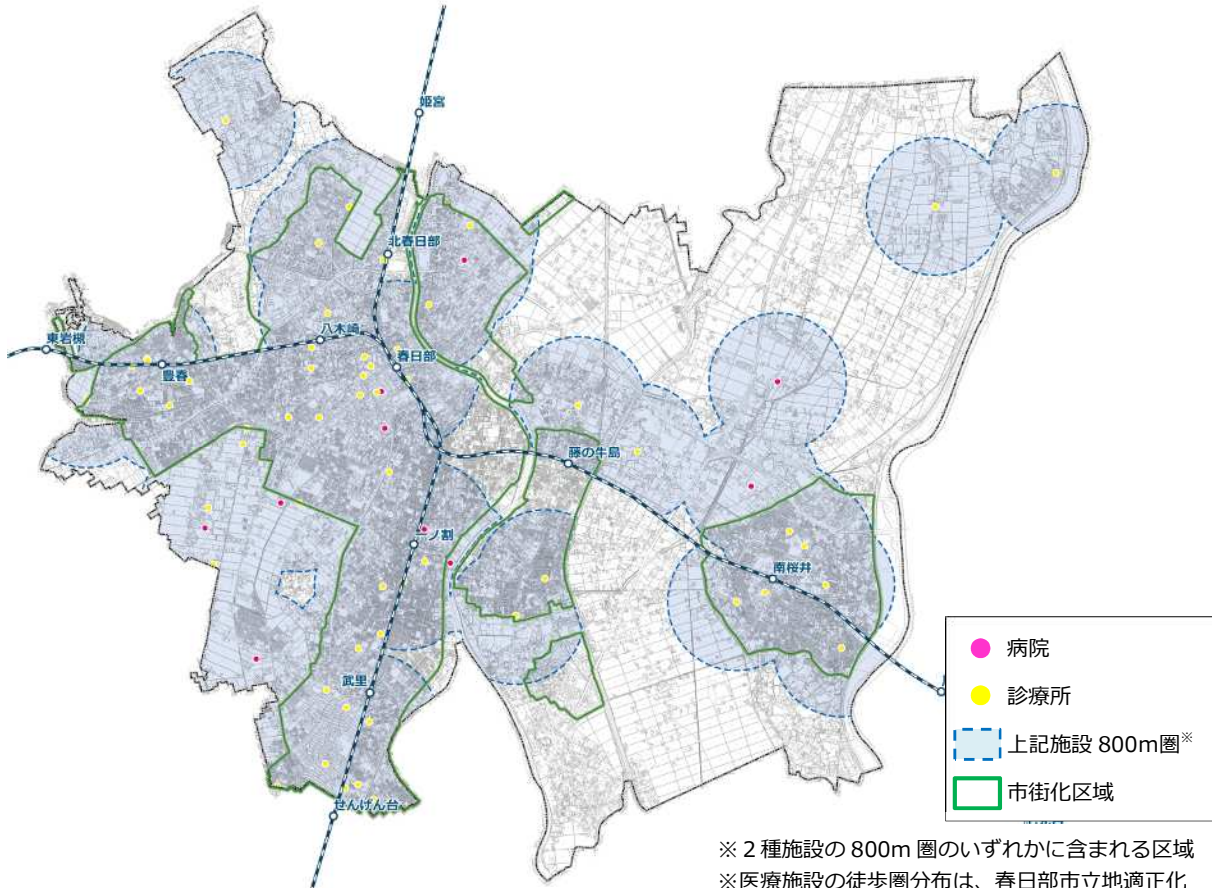 姫宮
北春日部
八木崎
東岩槻
豊春
春日部
藤の牛島
一ノ割
南桜井
武里
せんげん台
病院
診療所
上記施設 800m圏※
市街化区域
※2種施設の 800m 圏のいずれかに含まれる区域
※医療施設の徒歩圏分布は、春日部市立地適正化